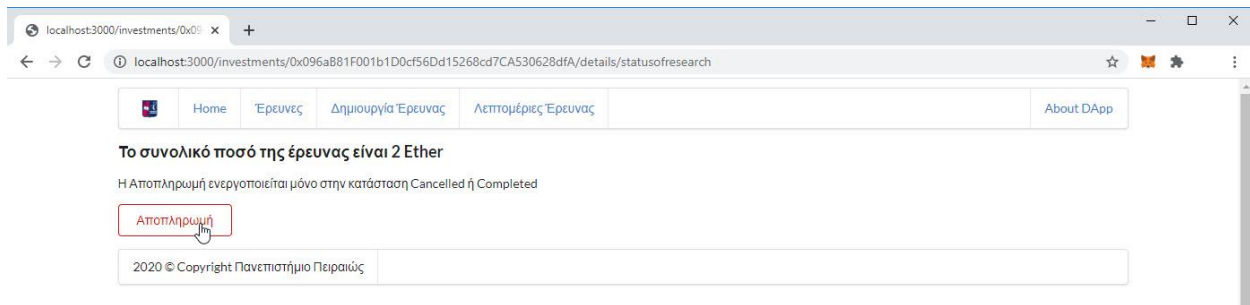 localhost:3000/investments/0x09
localhost:3000/investments/0x096aB81F001b1D0cf56Dd15268cd7CA530628dfA/details/statusofresearch
Home Έρευνες Δημιουργία Έρευνας Λεπτομέριες Έρευνας About DApp
Το συνολικό ποσό της έρευνας είναι 2 Ether
Η Αποπληρωμή ενεργοποιείται μόνο στην κατάσταση Cancelled ή Completed
Αποπληρωμή
2020 © Copyright Πανεπιστήμιο Πειραιώς